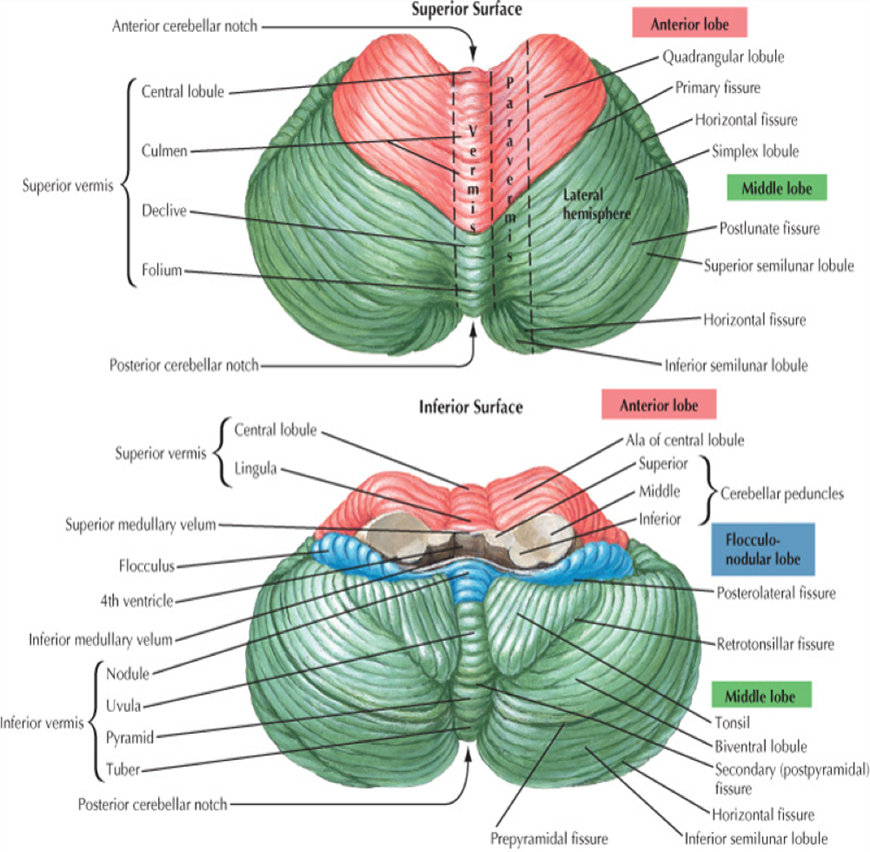 Superior Surface
Anterior cerebellar notch
Anterior lobe
Quadrangular lobule
Primary fissure
Central lobule
Horizontal fissure
Culmen
Simplex lobule
Superior vermis
Middle lobe
Vermis
Paravermis
Lateral
hemisphere
Declive
Postlunate fissure
Superior semilunar lobule
Folium
Horizontal fissure
Posterior cerebellar notch
Inferior semilunar lobule
Inferior Surface
Anterior lobe
Central lobule
Ala of central lobule
Superior vermis
Lingula
Superior
Middle
Inferior
Cerebellar peduncles
Superior medullary velum
Flocculo-
nodular lobe
Flocculus
4th ventricle
Posterolateral fissure
Inferior medullary velum
Retrotonsillar fissure
Nodule
Uvula
Inferior vermis
Pyramid
Tuber
Middle lobe
Tonsil
Biventral lobule
Secondary (postpyramidal)
fissure
Posterior cerebellar notch
Horizontal fissure
Prepyramidal fissure
Inferior semilunar lobule